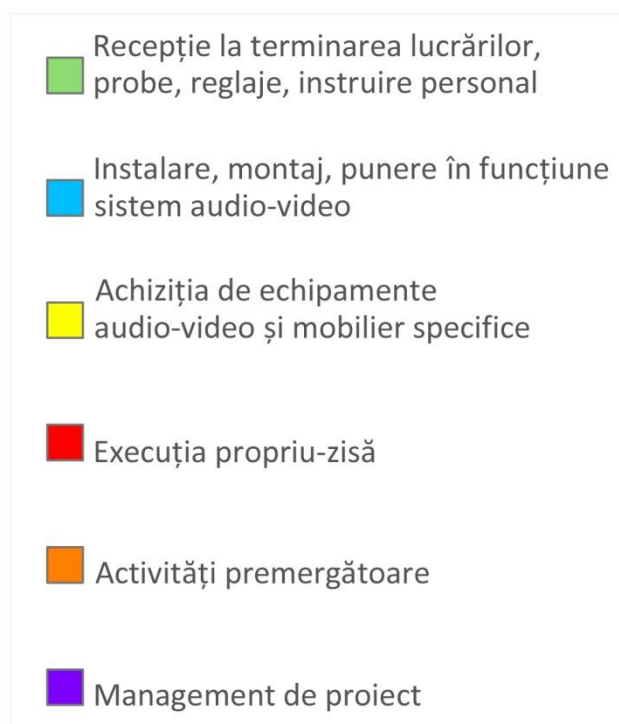 Recepție la terminarea lucrărilor,
probe, reglaje, instruire personal
Instalare, montaj, punere în funcțiune
sistem audio-video
Achiziția de echipamente
audio-video și mobilier specifice
Execuția propriu-zisă
Activități premergătoare
Management de proiect